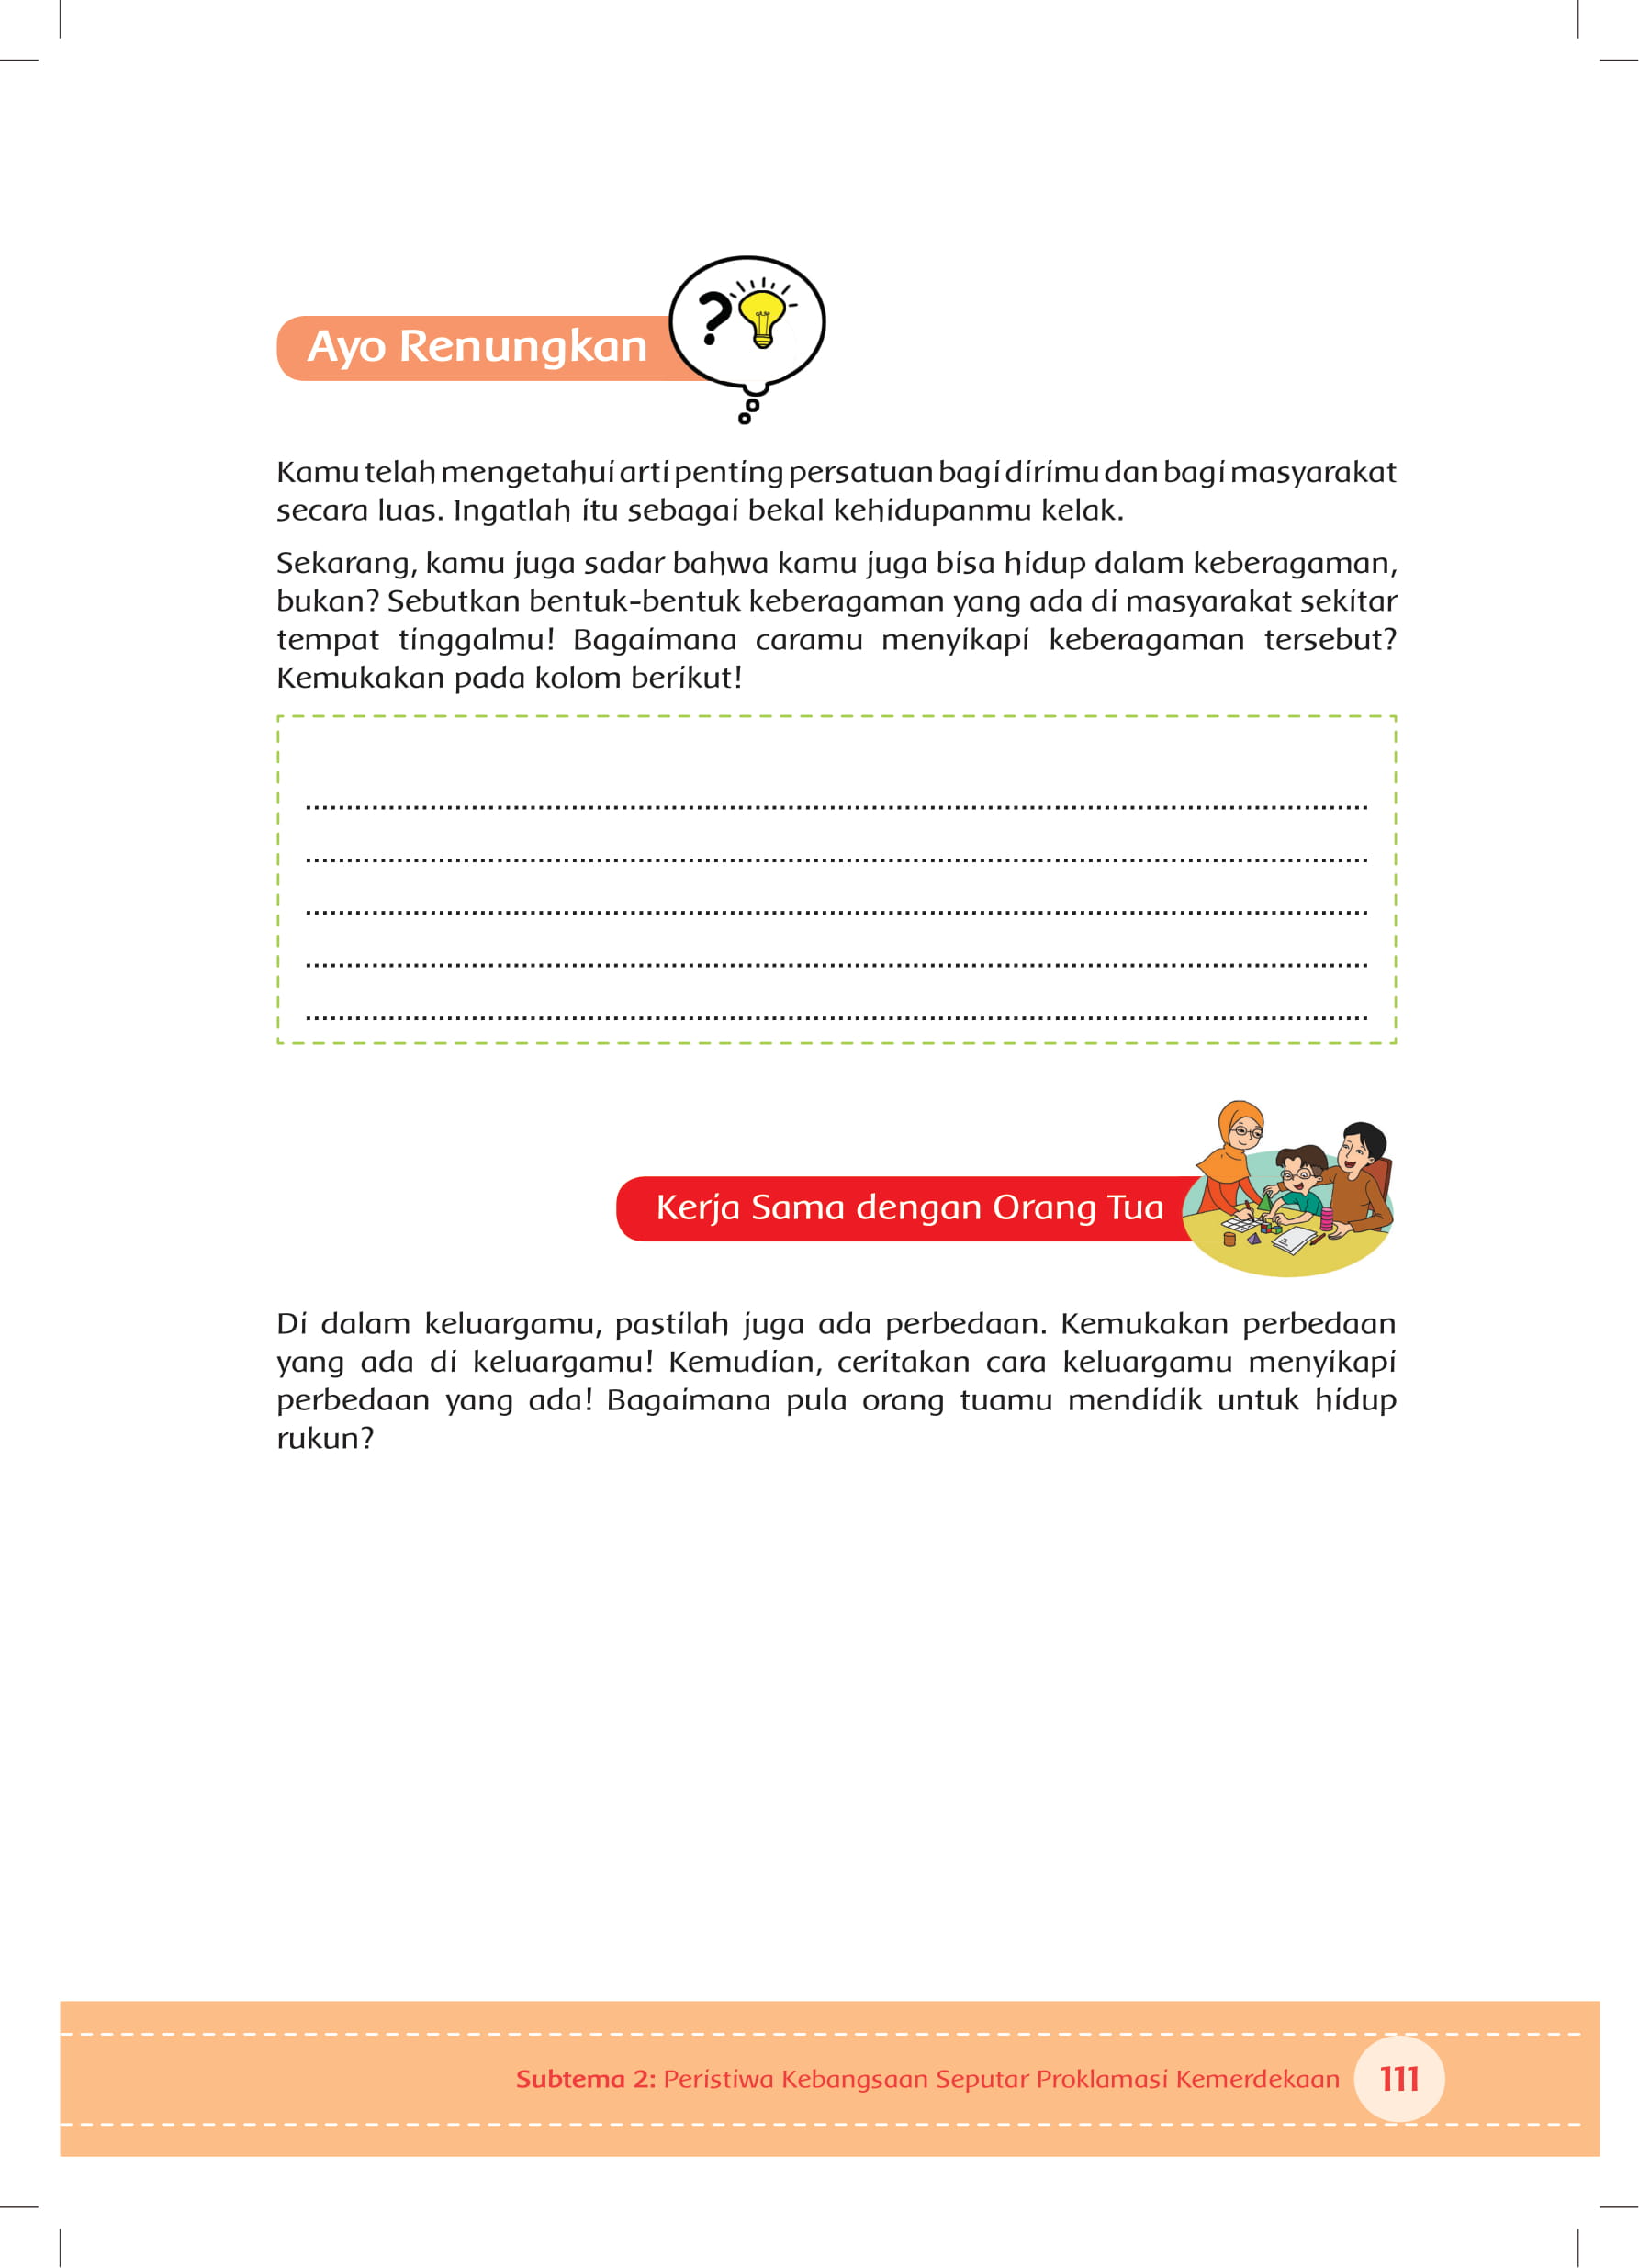 Ayo Renungkan
?
Kamu telah mengetahui arti penting persatuan bagi dirimu dan bagi masyarakat
secara luas. Ingatlah itu sebagai bekal kehidupanmu kelak.
Sekarang, kamu juga sadar bahwa kamu juga bisa hidup dalam keberagaman,
bukan? Sebutkan bentuk-bentuk keberagaman yang ada di masyarakat sekitar
tempat tinggalmu! Bagaimana caramu menyikapi keberagaman tersebut?
Kemukakan pada kolom berikut!
Kerja Sama dengan Orang Tua
Di dalam keluargamu, pastilah juga ada perbedaan. Kemukakan perbedaan
yang ada di keluargamu! Kemudian, ceritakan cara keluargamu menyikapi
perbedaan yang ada! Bagaimana pula orang tuamu mendidik untuk hidup
rukun?
Subtema 2: Peristiwa Kebangsaan Seputar Proklamasi Kemerdekaan 111